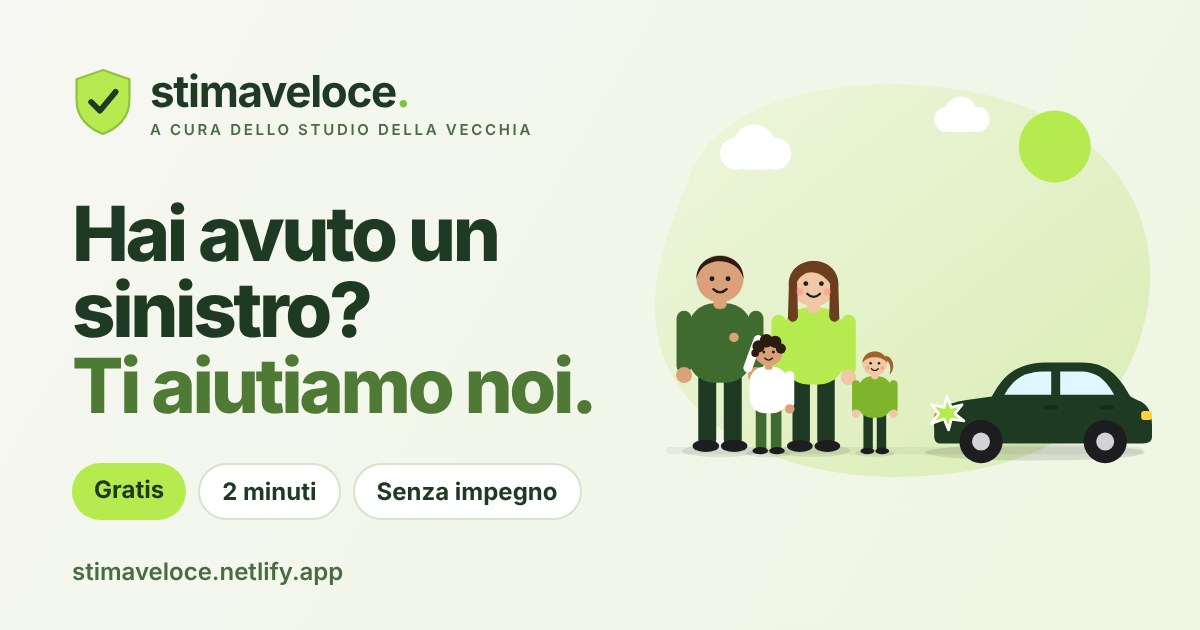 stimaveloce.
A CURA DELLO STUDIO DELLA VECCHIA
Hai avuto un
sinistro?
Ti aiutiamo noi.
Gratis
2 minuti
Senza impegno
stimaveloce.netlify.app